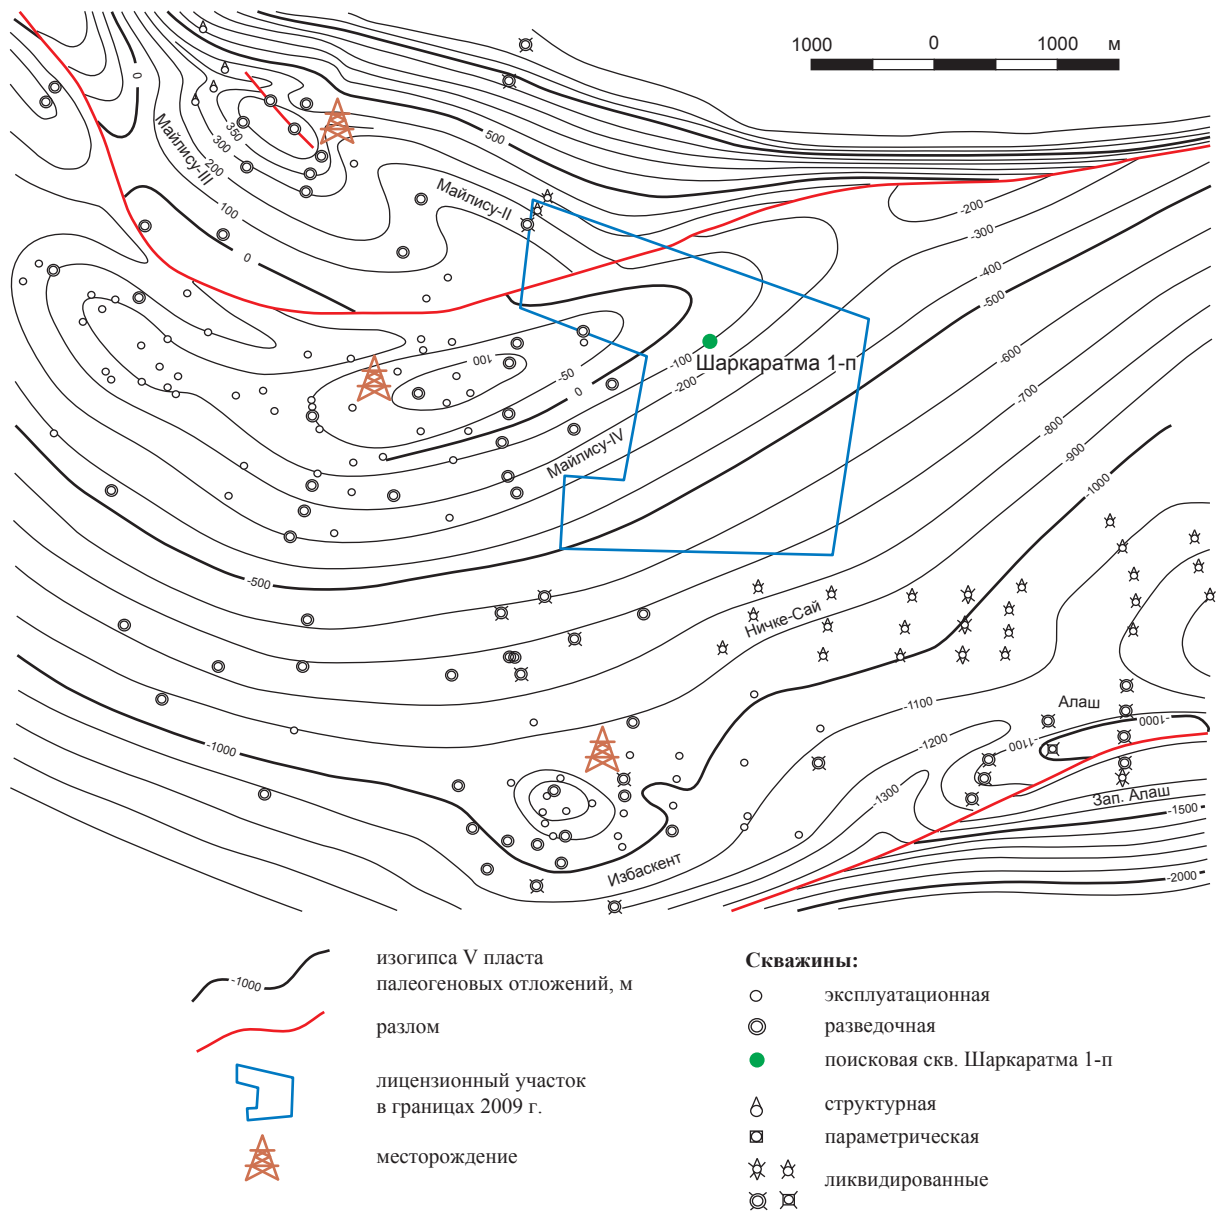 1000 0 1000 м
0
500
350
300
200
Майлису-III
100
0
Майлису-II
-200
-300
-400
-500
-600
-700
-800
-900
-1000
100
-50
0
-100
-200
Шаркаратма 1-п
Майлису-IV
-500
Ничке-Сай
-1000
-1100
-1200
-1300
Алаш
-1000
-1100
Зап. Алаш
-1500
-2000
Избаскент
-1000
изогипса V пласта
палеогеновых отложений, м
разлом
лицензионный участок
в границах 2009 г.
месторождение
Скважины:
эксплуатационная
разведочная
поисковая скв. Шаркаратма 1-п
структурная
параметрическая
ликвидированные